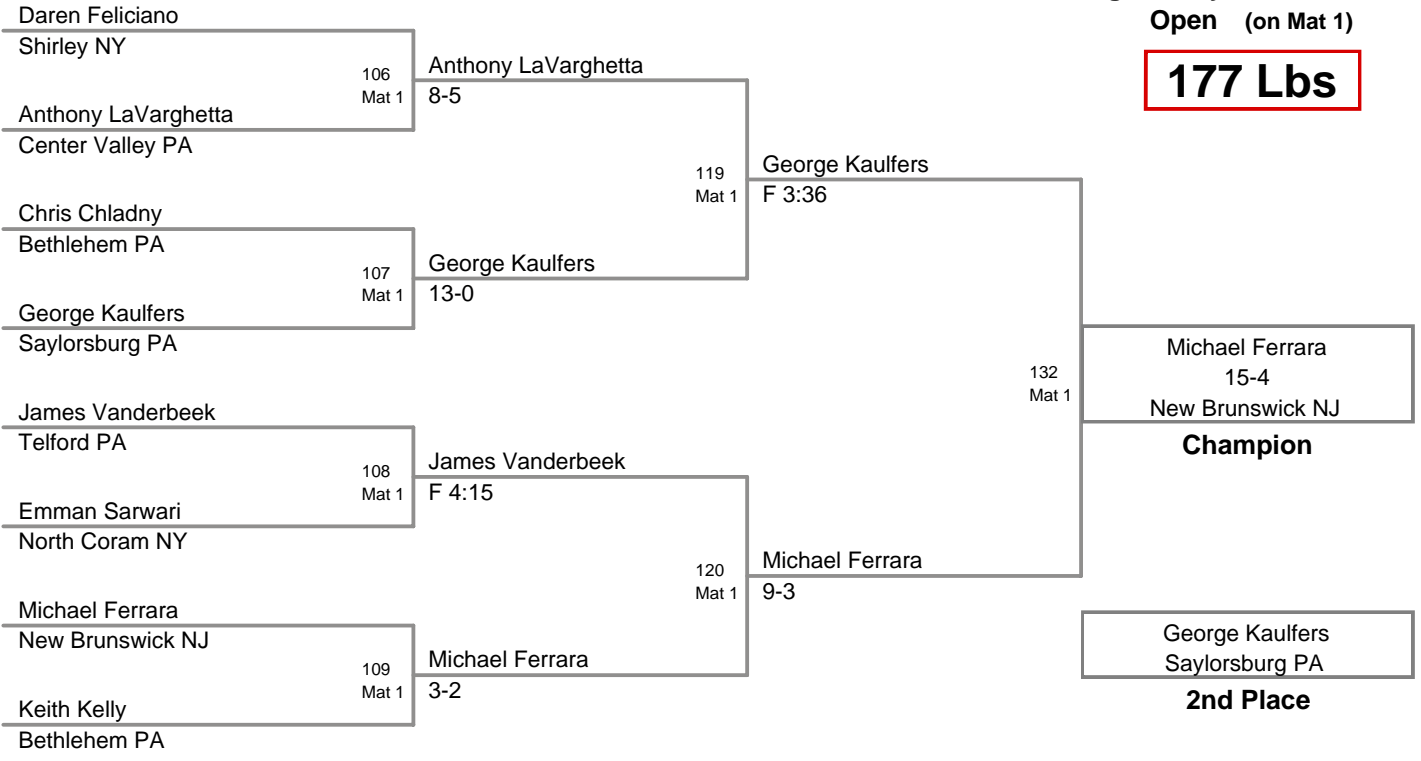 Open (on Mat 1)
177 Lbs
Daren Feliciano
Shirley NY
106
Mat 1
Anthony LaVarghetta
Center Valley PA
Anthony LaVarghetta
8-5
Chris Chladny
Bethlehem PA
107
Mat 1
George Kaulfers
Saylorsburg PA
George Kaulfers
13-0
119
Mat 1
George Kaulfers
F 3:36
James Vanderbeek
Telford PA
108
Mat 1
Emman Sarwari
North Coram NY
James Vanderbeek
F 4:15
Michael Ferrara
New Brunswick NJ
109
Mat 1
Keith Kelly
Bethlehem PA
Michael Ferrara
3-2
120
Mat 1
Michael Ferrara
9-3
132
Mat 1
Michael Ferrara
15-4
New Brunswick NJ
Champion
George Kaulfers
Saylorsburg PA
2nd Place